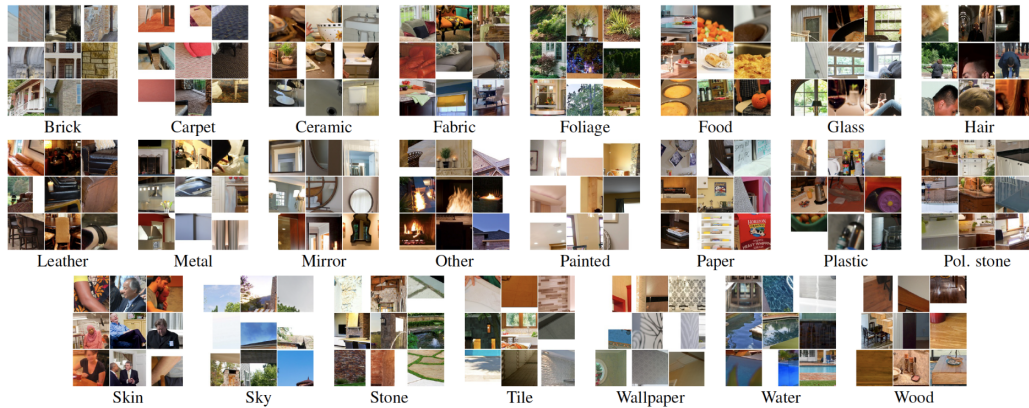 Brick Carpet Ceramic Fabric Foliage Food Glass Hair
Leather Metal Mirror Other Painted Paper Plastic Pol. stone
Skin Sky Stone Tile Wallpaper Water Wood